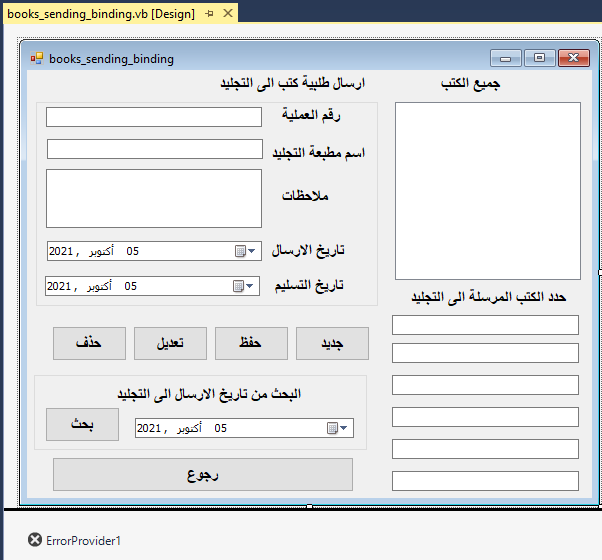 books_sending_binding.vb [Design]
books_sending_binding
جميع الكتب
ارسال طلبية كتب الى التجليد
رقم العملية
اسم مطبعة التجليد
ملاحظات
تاريخ الارسال
05 أكتوبر , 2021
تاريخ التسليم
05 أكتوبر , 2021
حدد الكتب المرسلة الى التجليد
جديد
حفظ
تعديل
حذف
البحث من تاريخ الارسال الى التجليد
05 أكتوبر , 2021
بحث
رجوع
ErrorProvider1